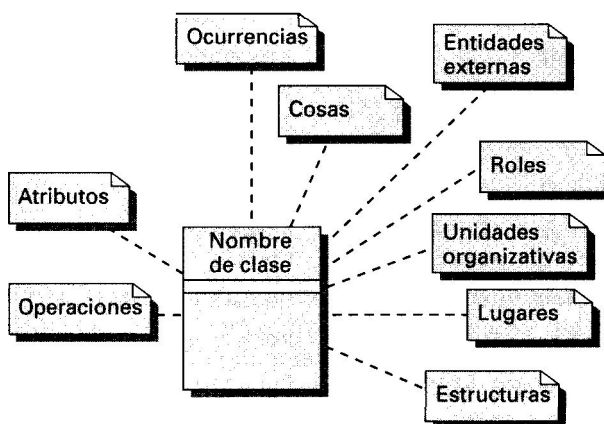 Ocurrencias
Entidades
externas
Cosas
Roles
Atributos
Nombre
de clase
Unidades
organizativas
Operaciones
Lugares
Estructuras